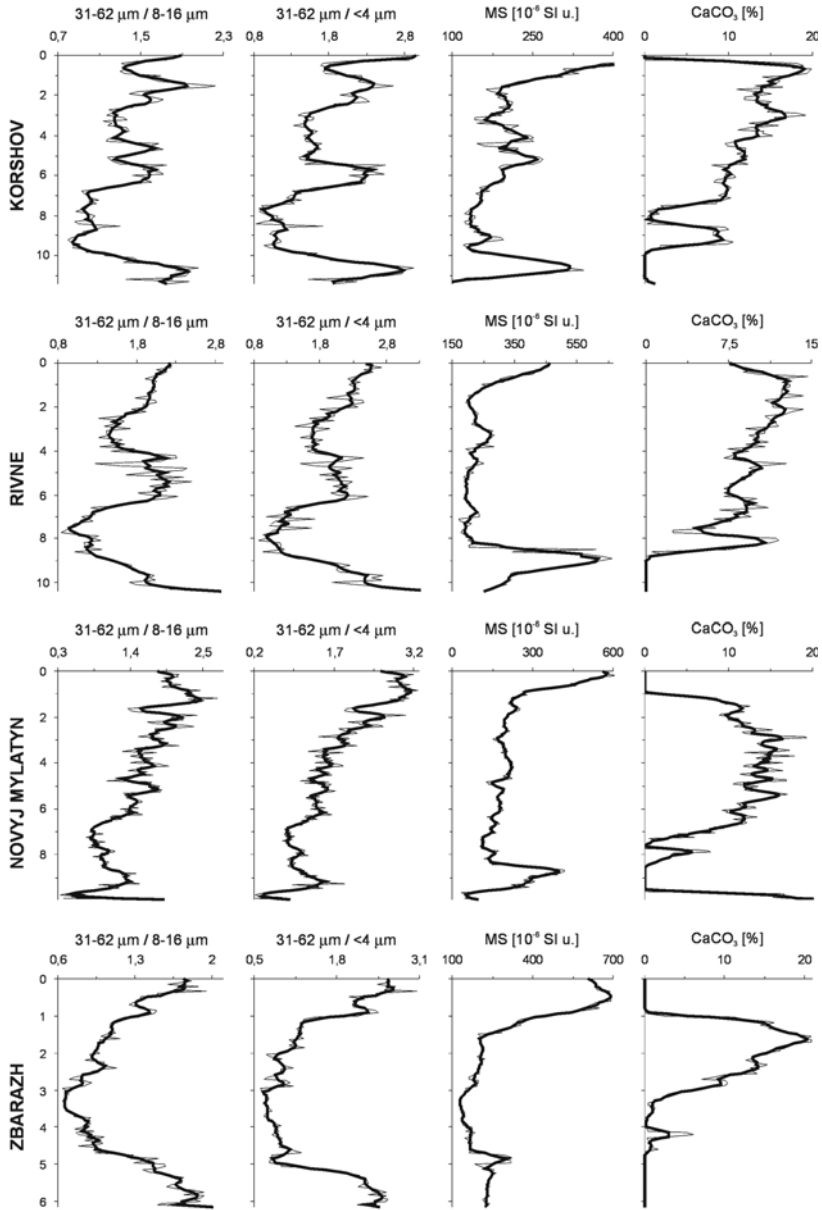 31-62 μm / 8-16 μm 31-62 μm / <4 μm MS [10⁻⁶ SI u.] CaCO₃ [%]
0,7 1,5 2,3 0,8 1,8 2,8 100 200 300 400 0 10 20
0
2
4
6
8
10
KORSHOV
31-62 μm / 8-16 μm 31-62 μm / <4 μm MS [10⁻⁶ SI u.] CaCO₃ [%]
0,8 1,8 2,8 0,8 1,8 2,8 150 350 550 0 7,5 15
0
2
4
6
8
10
RIVNE
31-62 μm / 8-16 μm 31-62 μm / <4 μm MS [10⁻⁶ SI u.] CaCO₃ [%]
0,3 1,4 2,5 0,2 1,7 3,2 0 300 600 0 10 20
0
2
4
6
8
NOVYJ MYLATYN
31-62 μm / 8-16 μm 31-62 μm / <4 μm MS [10⁻⁶ SI u.] CaCO₃ [%]
0,6 1,3 2 0,5 1,8 3,1 100 400 700 0 10 20
0
1
2
3
4
5
6
ZBARAZH